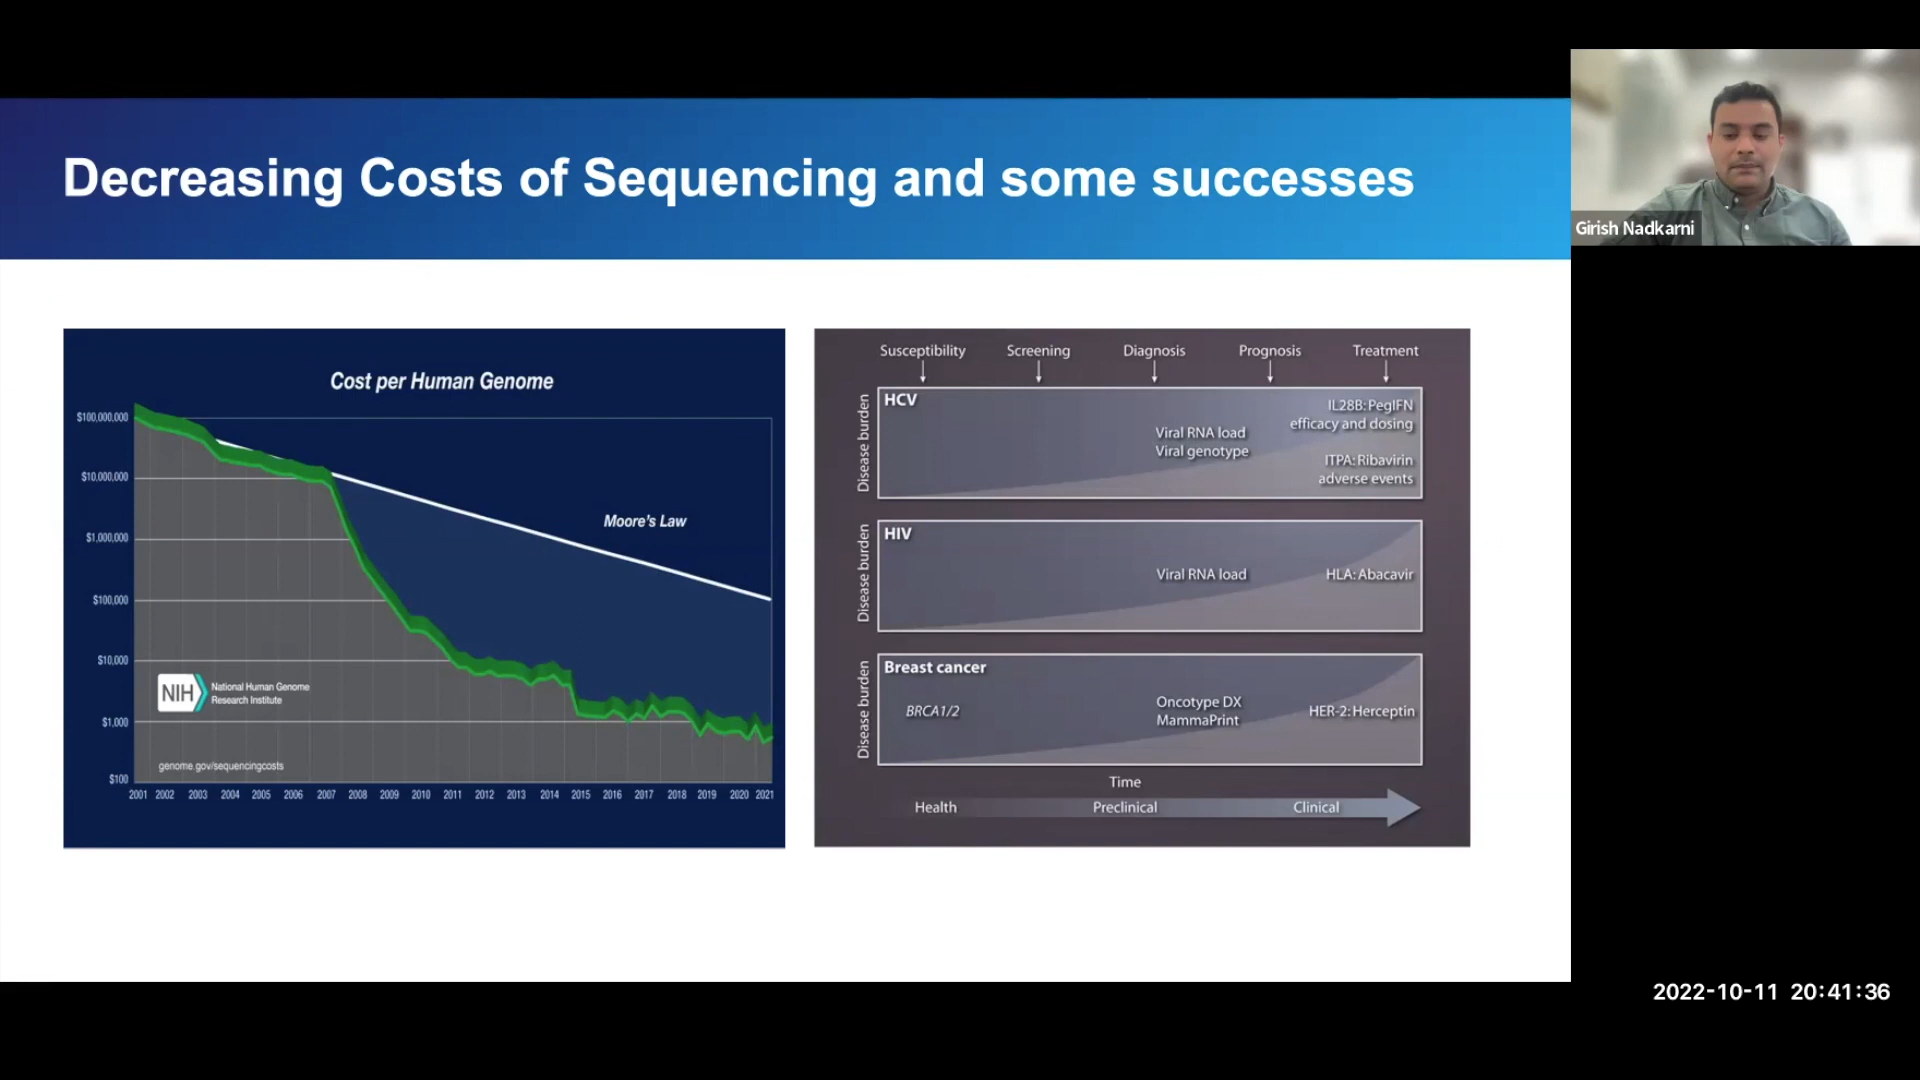 Decreasing Costs of Sequencing and some successes
Girish Nadkarni
Cost per Human Genome
$100,000,000
$10,000,000
$1,000,000
$100,000
$10,000
$1,000
$100
Moore's Law
NIH
National Human Genome
Research Institute
genome.gov/sequencingcosts
2001 2002 2003 2004 2005 2006 2007 2008 2009 2010 2011 2012 2013 2014 2015 2016 2017 2018 2019 2020 2021
Susceptibility Screening Diagnosis Prognosis Treatment
Disease burden
HCV
Viral RNA load
Viral genotype
IL28B: PegIFN
efficacy and dosing
ITPA: Ribavirin
adverse events
Disease burden
HIV
Viral RNA load
HLA: Abacavir
Disease burden
Breast cancer
BRCA1/2
Oncotype DX
MammaPrint
HER-2: Herceptin
Time
Health Preclinical Clinical
2022-10-11 20:41:36